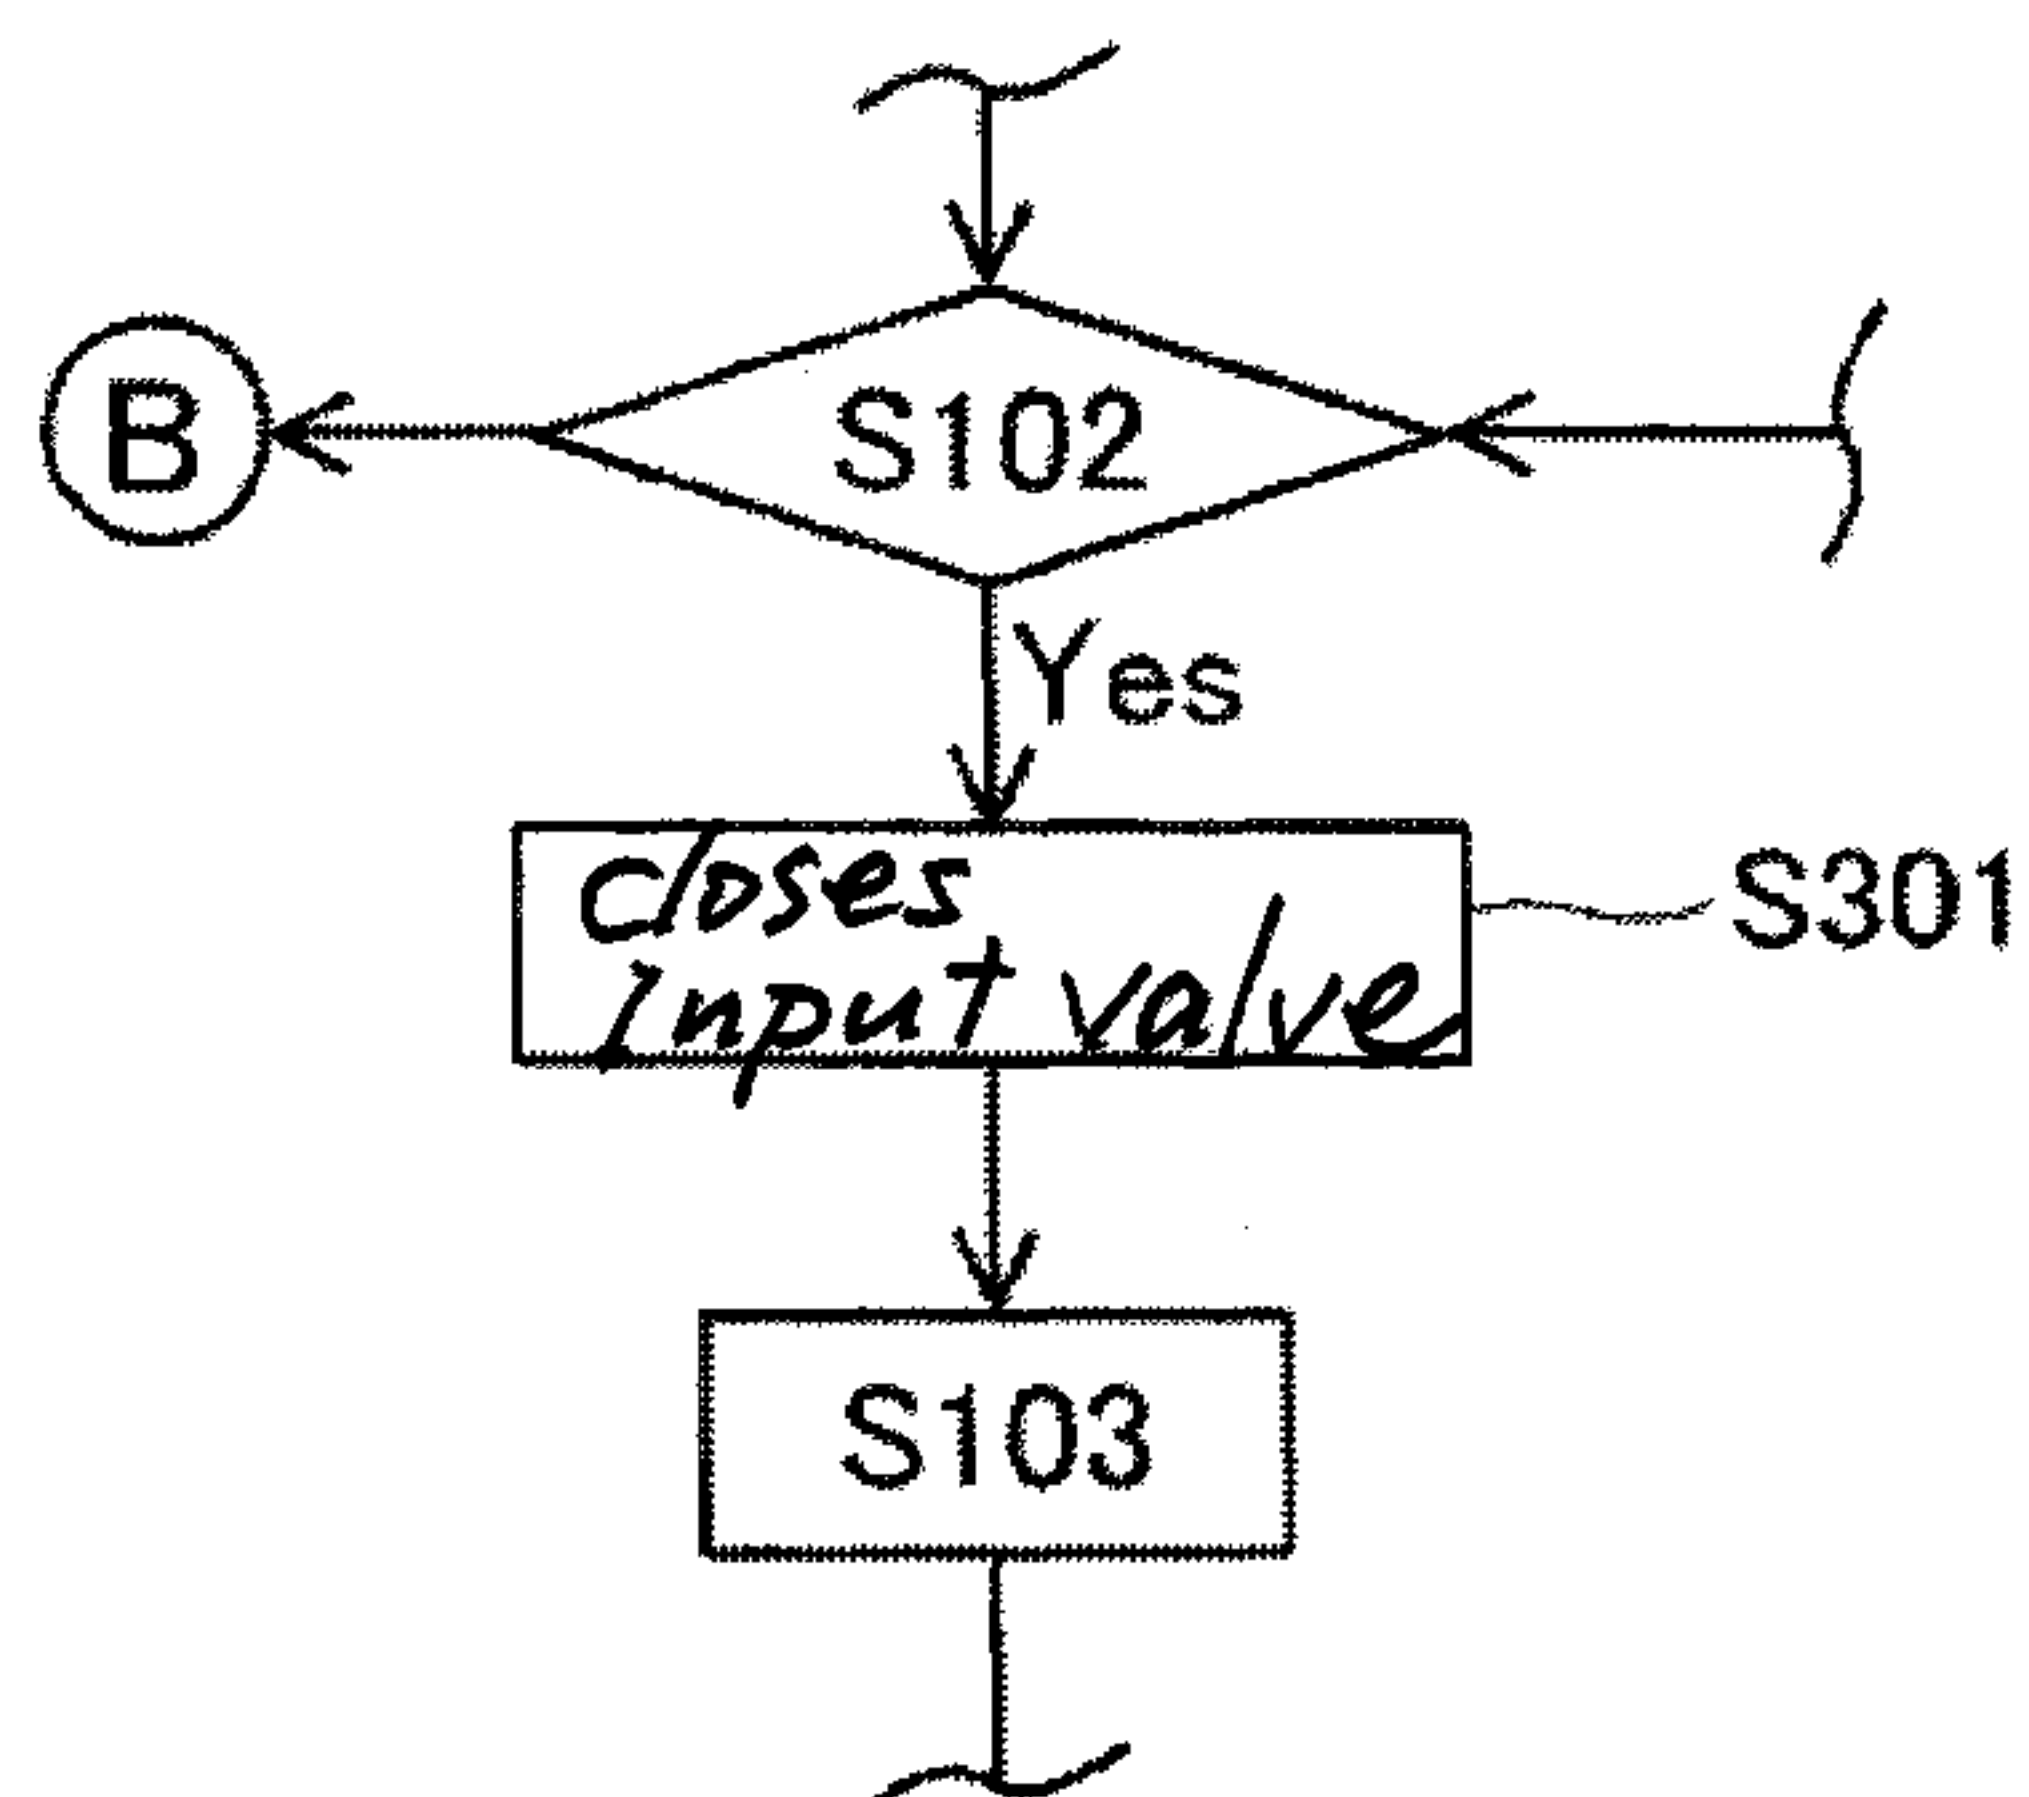 B
S102
Yes
closes
input valve
S301
S103